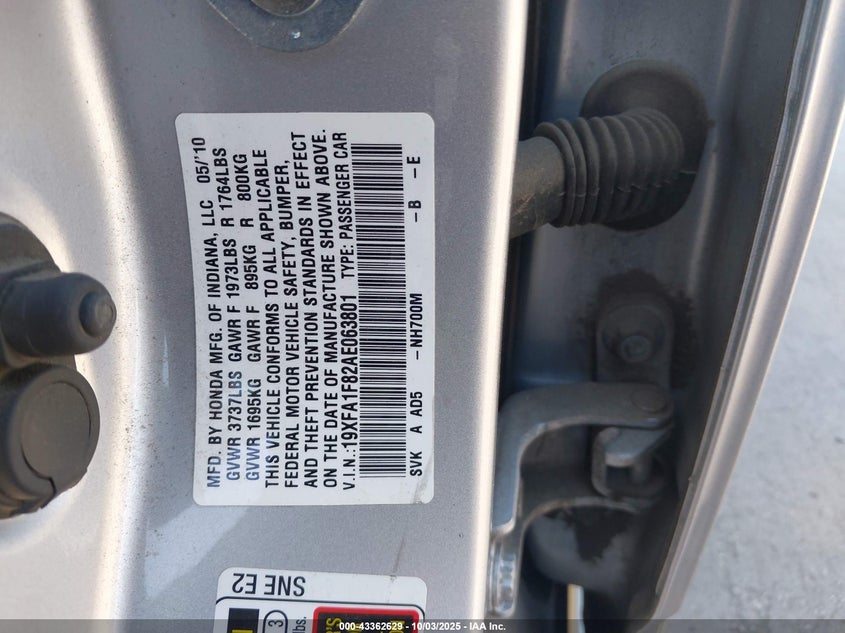 MFD. BY HONDA MFG. OF INDIANA, LLC 05/'10
GVWR 3737LBS GAWR F 1973LBS R 1764LBS
GVWR 1695KG GAWR F 895KG R 800KG
THIS VEHICLE CONFORMS TO ALL APPLICABLE
FEDERAL MOTOR VEHICLE SAFETY, BUMPER,
AND THEFT PREVENTION STANDARDS IN EFFECT
ON THE DATE OF MANUFACTURE SHOWN ABOVE.
V.I.N.:19XFA1F82AE063801 TYPE: PASSENGER CAR
SVK A AD5 -NH700M -B -E
SNE E2
3
lbs.
000-43362629 - 10/03/2025 - IAA Inc.